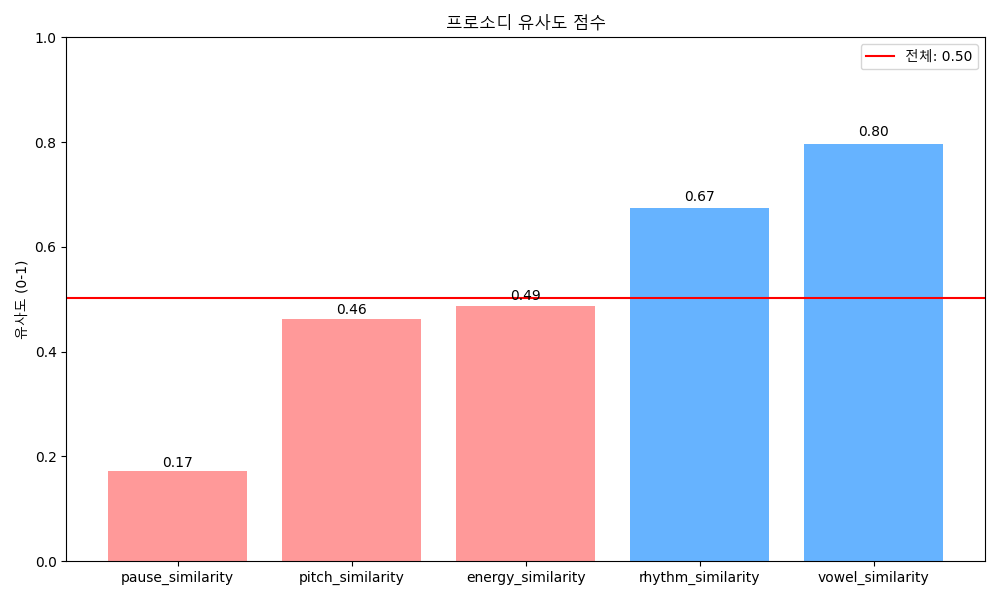 프로소디 유사도 점수
전체: 0.50
유사도 (0-1)
1.0
0.8
0.6
0.4
0.2
0.0
0.17
0.46
0.49
0.67
0.80
pause_similarity
pitch_similarity
energy_similarity
rhythm_similarity
vowel_similarity